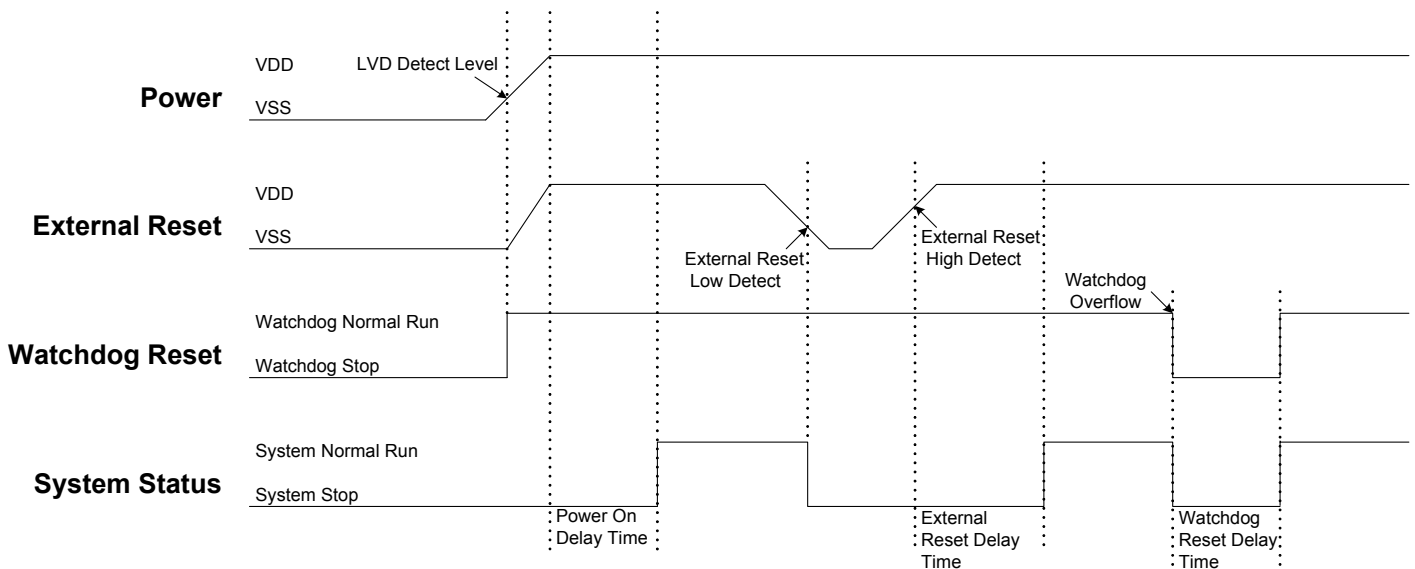 VDD
LVD Detect Level
Power
VSS
VDD
External Reset
VSS
External Reset
Low Detect
External Reset
High Detect
Watchdog
Overflow
Watchdog Normal Run
Watchdog Reset
Watchdog Stop
System Normal Run
System Status
System Stop
Power On
Delay Time
External
Reset Delay
Time
Watchdog
Reset Delay
Time